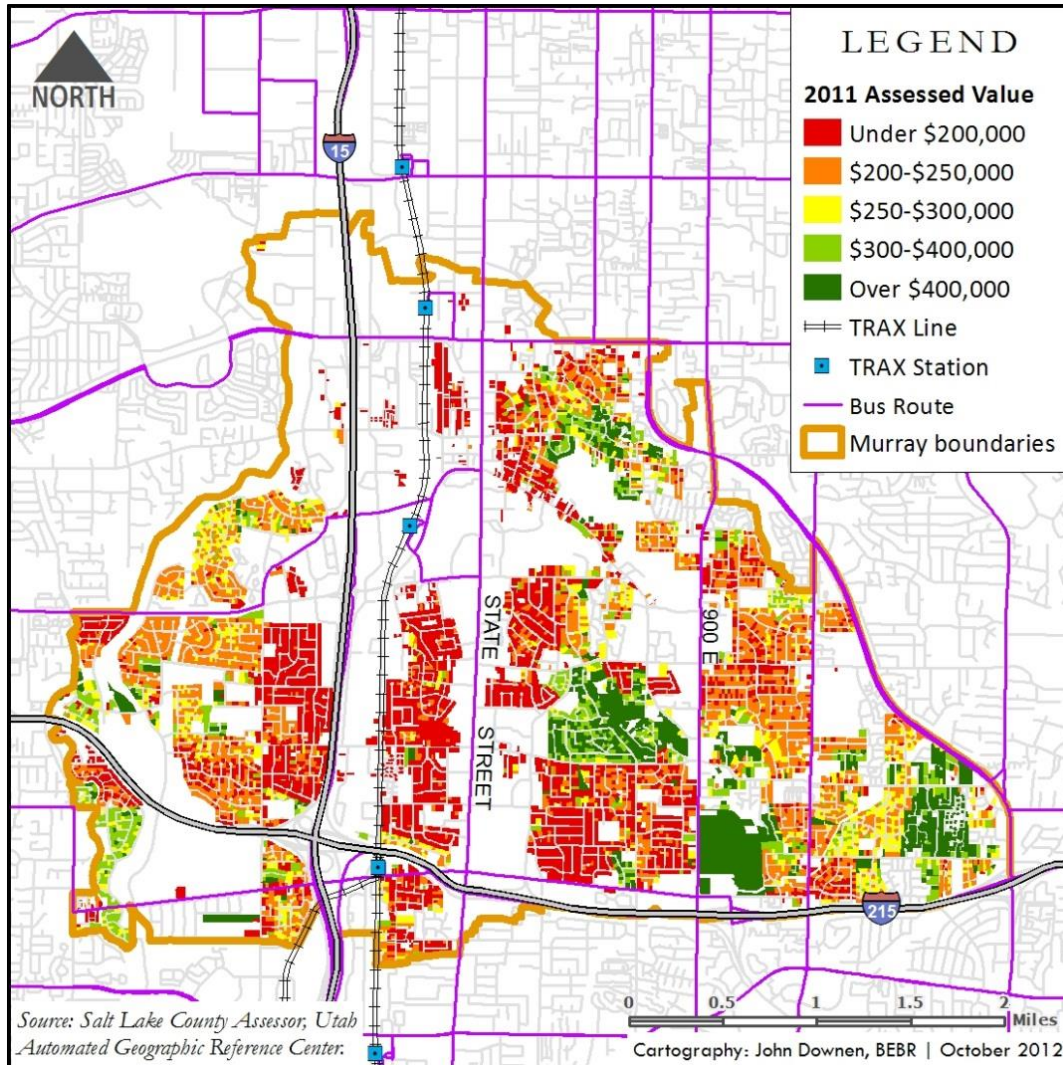 LEGEND
2011 Assessed Value
Under $200,000
$200-$250,000
$250-$300,000
$300-$400,000
Over $400,000
TRAX Line
TRAX Station
Bus Route
Murray boundaries
NORTH
15
STATE STREET
900 E
215
0 0.5 1 1.5 2
Miles
Source: Salt Lake County Assessor, Utah
Automated Geographic Reference Center.
Cartography: John Downen, BEBR | October 2012